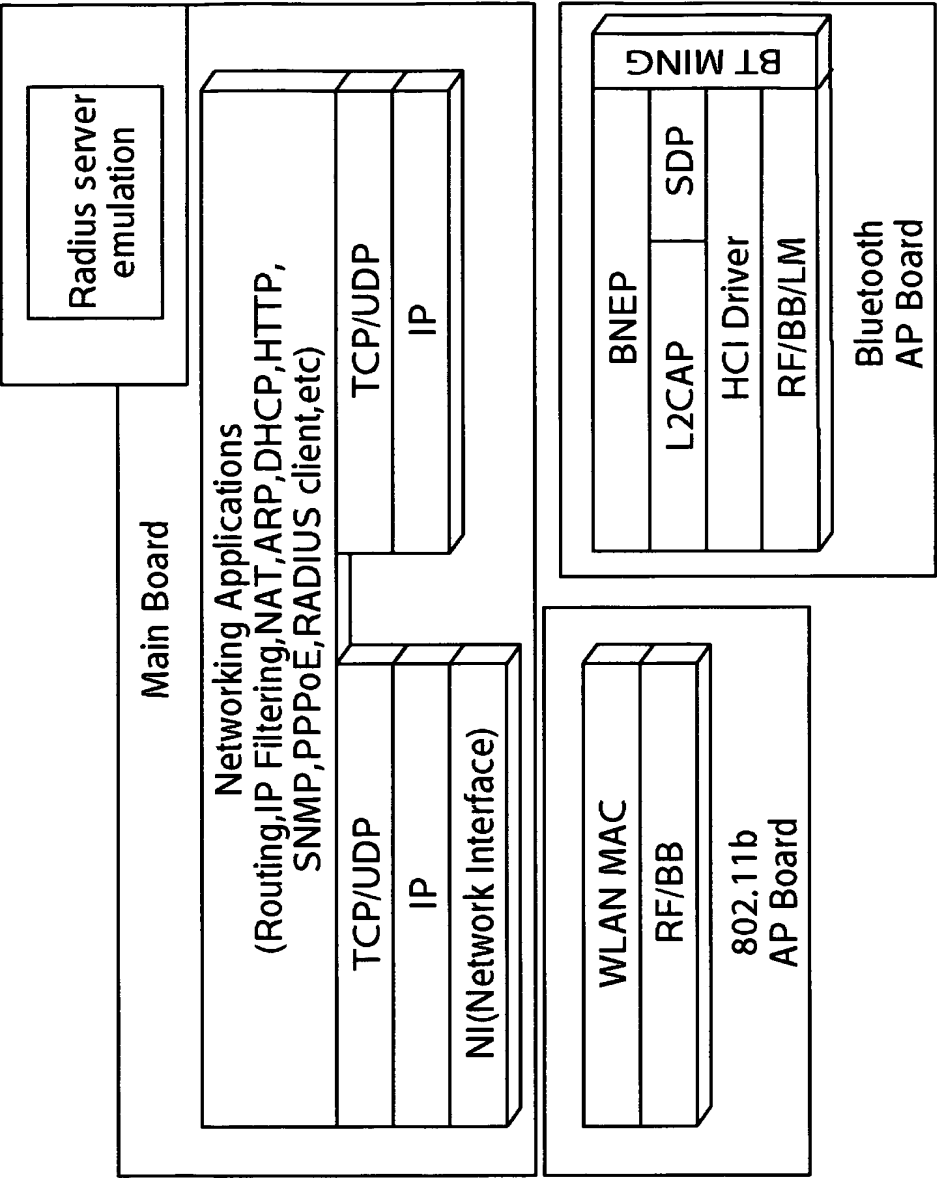 Radius server
emulation
Main Board
Networking Applications
(Routing,IP Filtering,NAT,ARP,DHCP,HTTP,
SNMP,PPPoE,RADIUS client,etc)
TCP/UDP
IP
NI(Network Interface)
TCP/UDP
IP
WLAN MAC
RF/BB
802.11b
AP Board
BNEP
L2CAP
SDP
HCI Driver
RF/BB/LM
BT MING
Bluetooth
AP Board